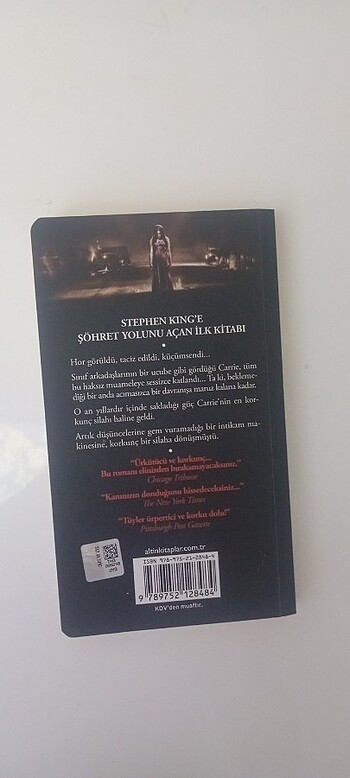 STEPHEN KING'E
ŞÖHRET YOLUNU AÇAN İLK KİTABI
Hor görüldü, taciz edildi, küçümsendi...
Sınıf arkadaşlarının bir ucube gibi gördüğü Carrie, tüm
bu haksız muameleye sessizce katlandı... Ta ki, bekleme-
diği bir anda acımasızca bir davranışa maruz kalana kadar.
O an yıllardır içinde sakladığı güç Carrie'nin en kor-
kunç silahı haline geldi.
Artık düşüncelerine gem vuramadığı bir intikam ma-
kinesine, korkunç bir silaha dönüşmüştü.
"Ürkütücü ve korkunç...
Bu romanı elinizden bırakamayacaksınız."
Chicago Tribune
"Kanınızın donduğunu hissedeceksiniz..."
The New York Times
"Tüyler ürpertici ve korku dolu!"
Pittsburgh Post Gazette
altinkitaplar.com.tr
ISBN 978-975-21-2848-4
9 789752 128484
KDV'den muaftır.